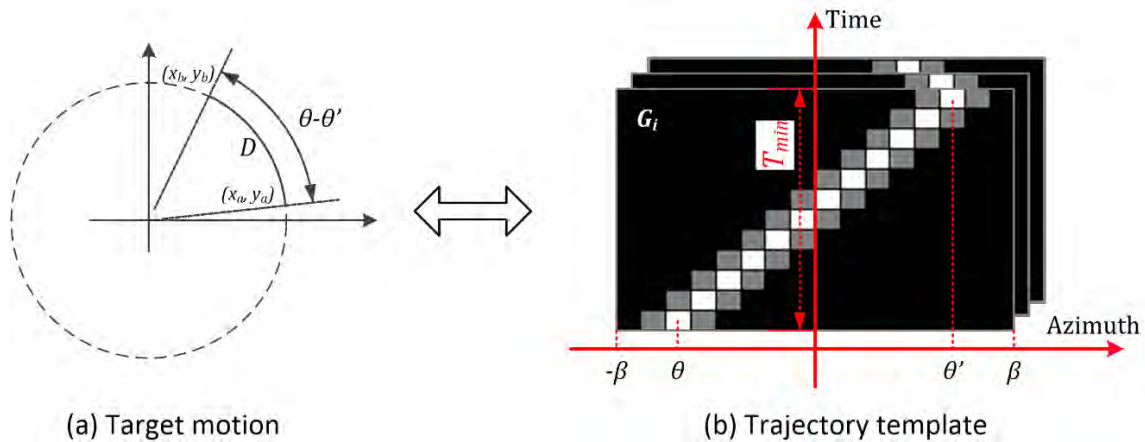 (x_b, y_b)
θ-θ'
D
(x_a, y_a)
(a) Target motion
Time
G_i
T_min
Azimuth
-β
θ
θ'
β
(b) Trajectory template